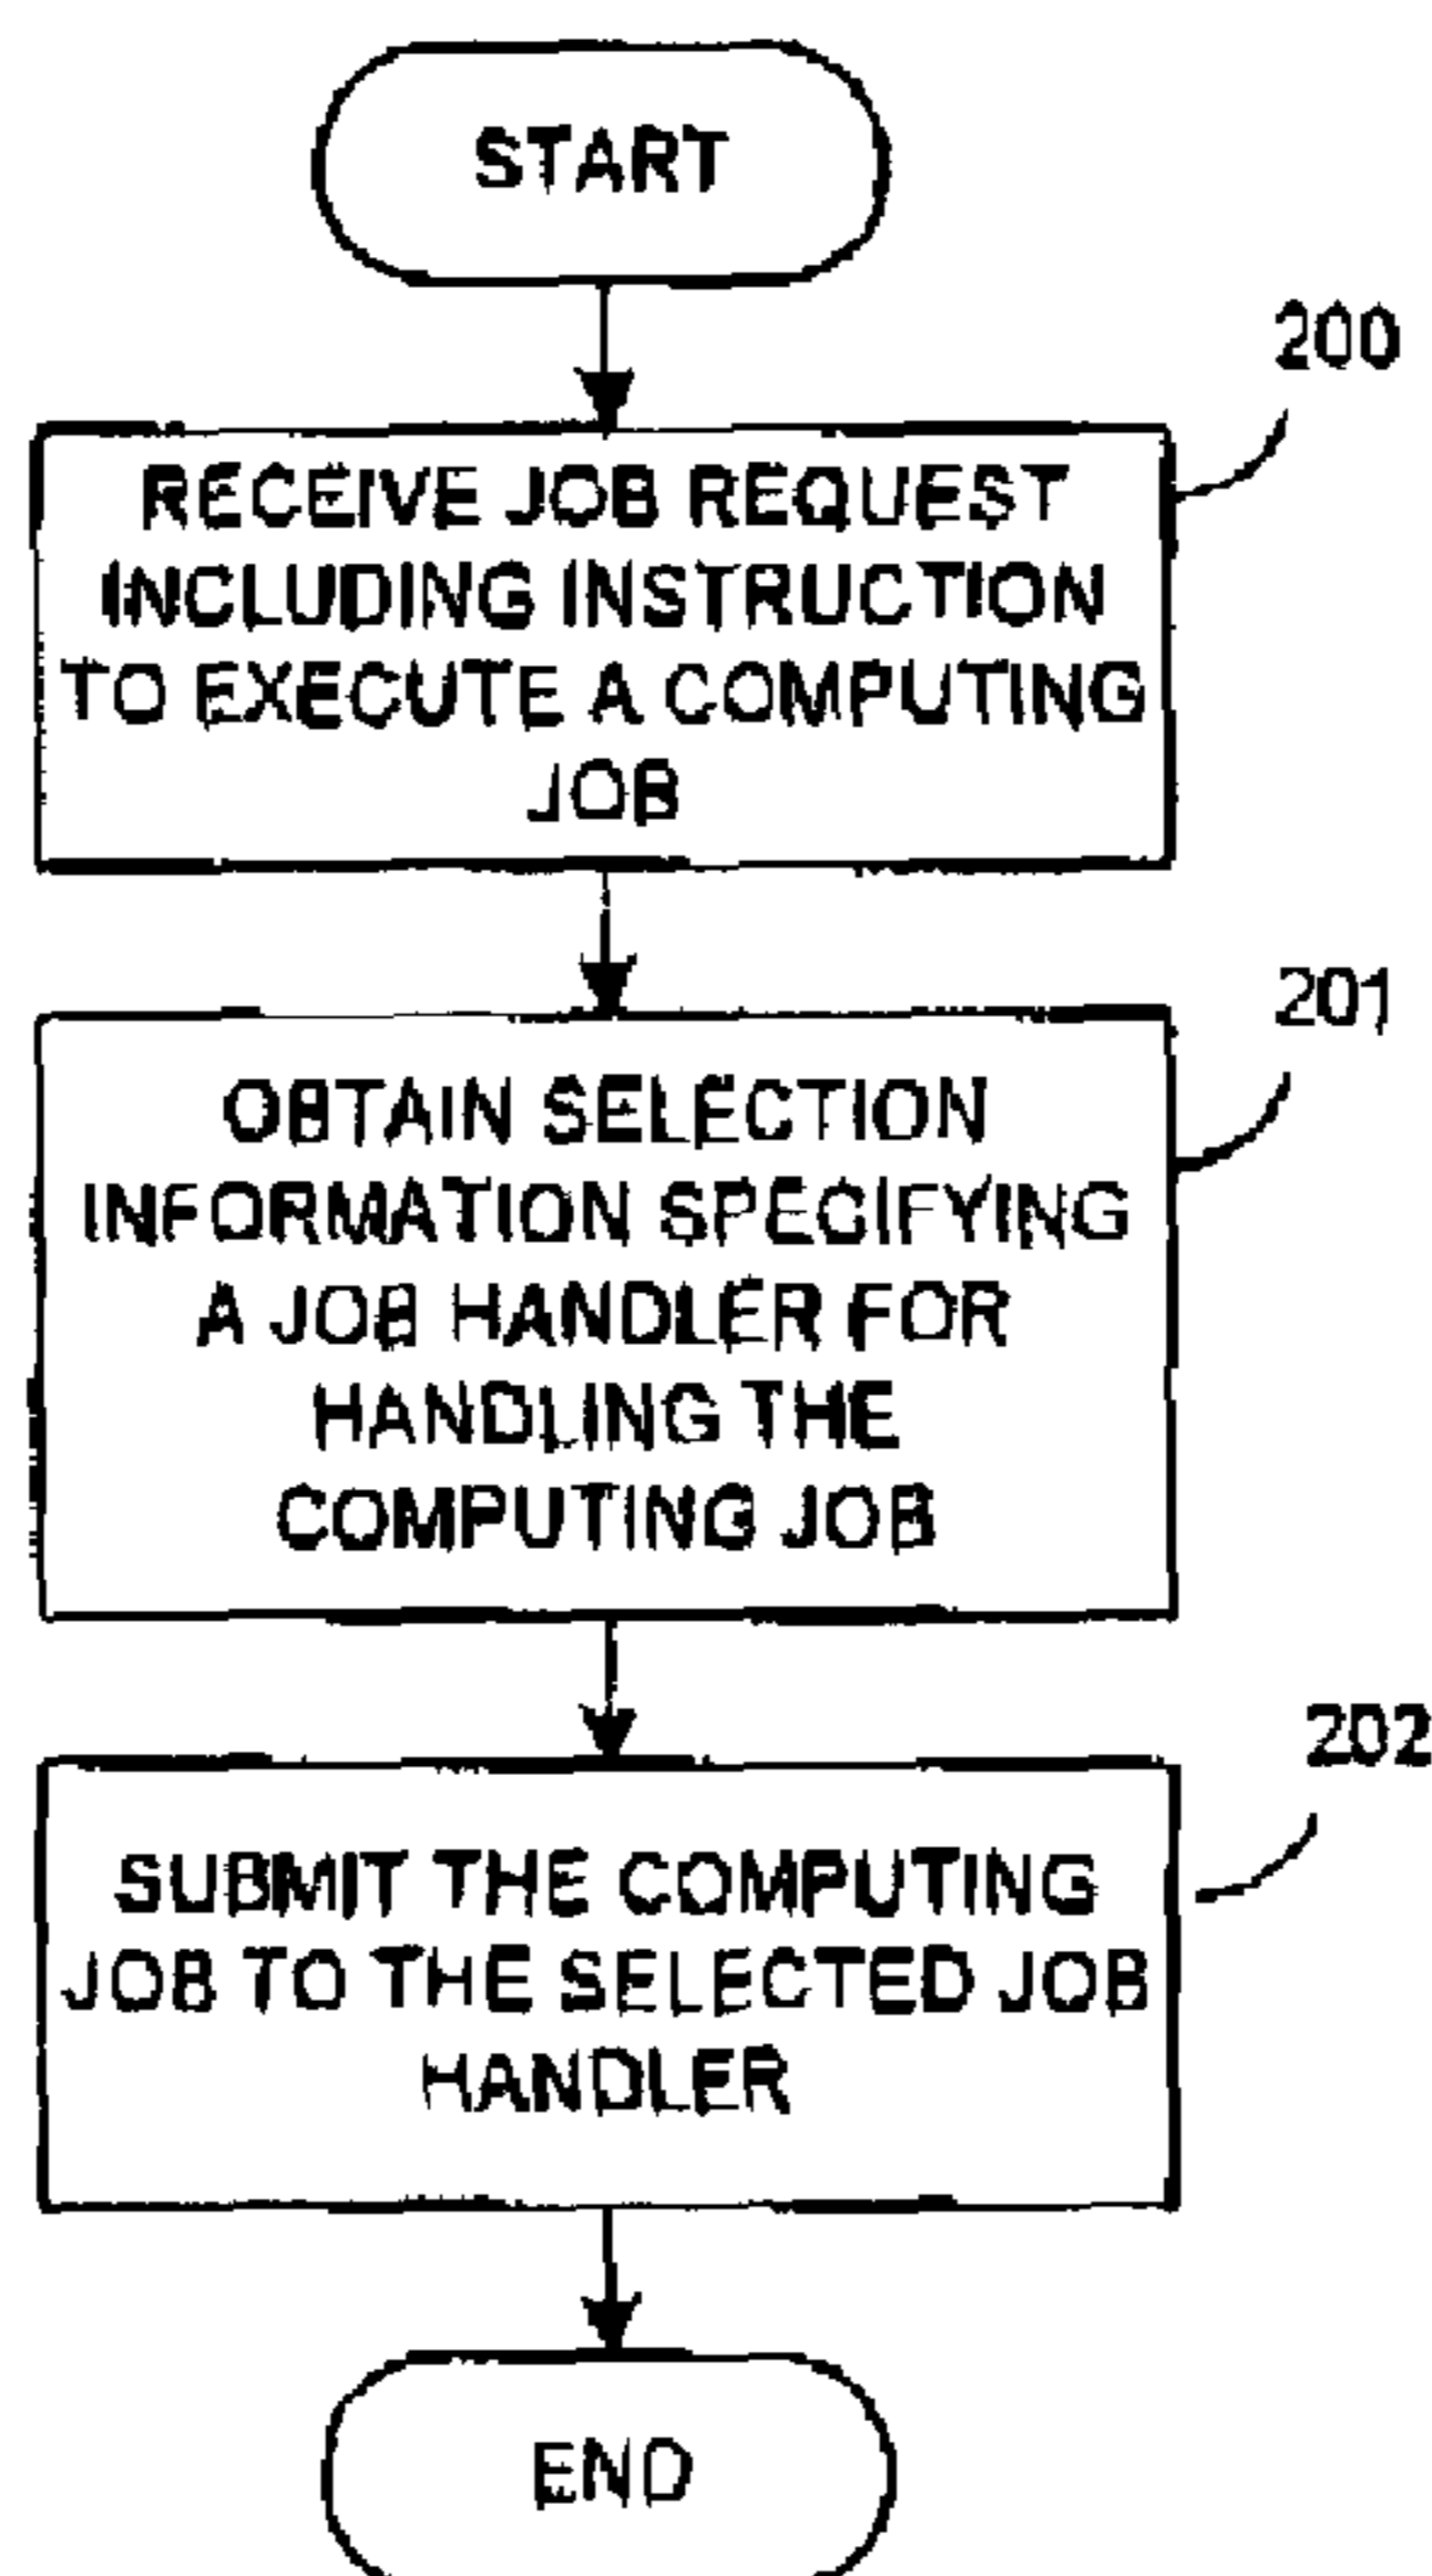 START
200
RECEIVE JOB REQUEST
INCLUDING INSTRUCTION
TO EXECUTE A COMPUTING
JOB
201
OBTAIN SELECTION
INFORMATION SPECIFYING
A JOB HANDLER FOR
HANDLING THE
COMPUTING JOB
202
SUBMIT THE COMPUTING
JOB TO THE SELECTED JOB
HANDLER
END